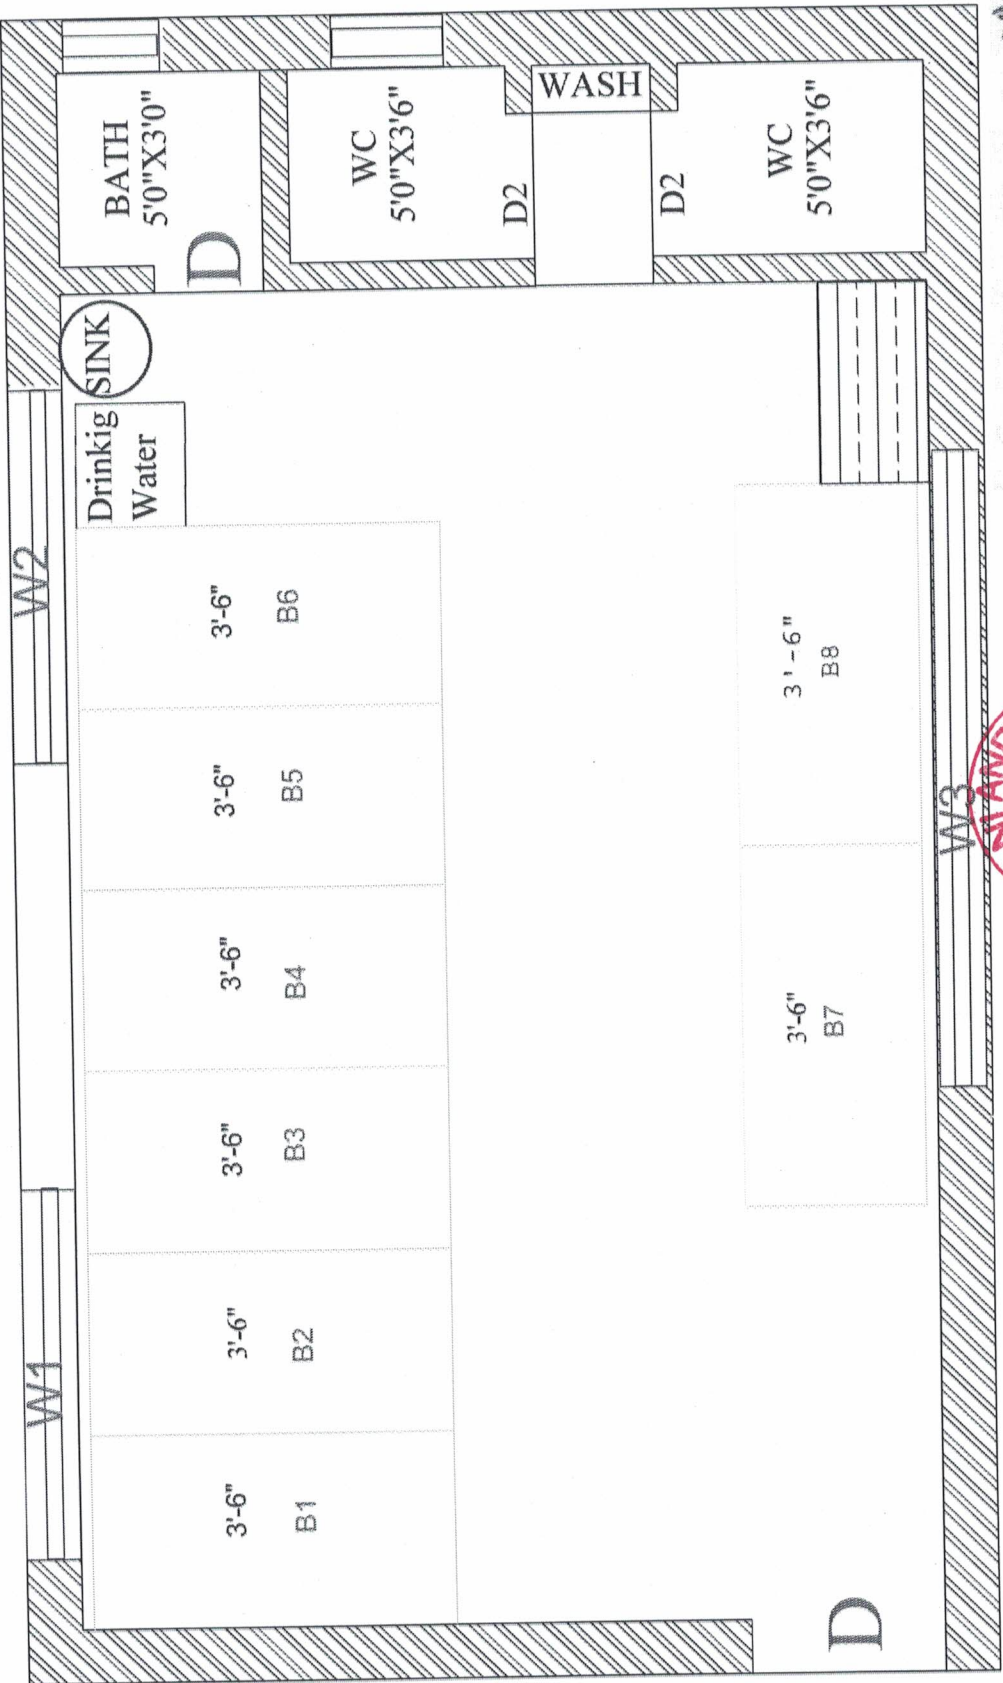 W1
W2
3'-6"
B1
3'-6"
B2
3'-6"
B3
3'-6"
B4
3'-6"
B5
3'-6"
B6
Drinkig
Water
SINK
BATH
5'0"X3'0"
D
WC
5'0"X3'6"
D2
WASH
D2
WC
5'0"X3'6"
3'-6"
B7
3'-6"
B8
D
W3